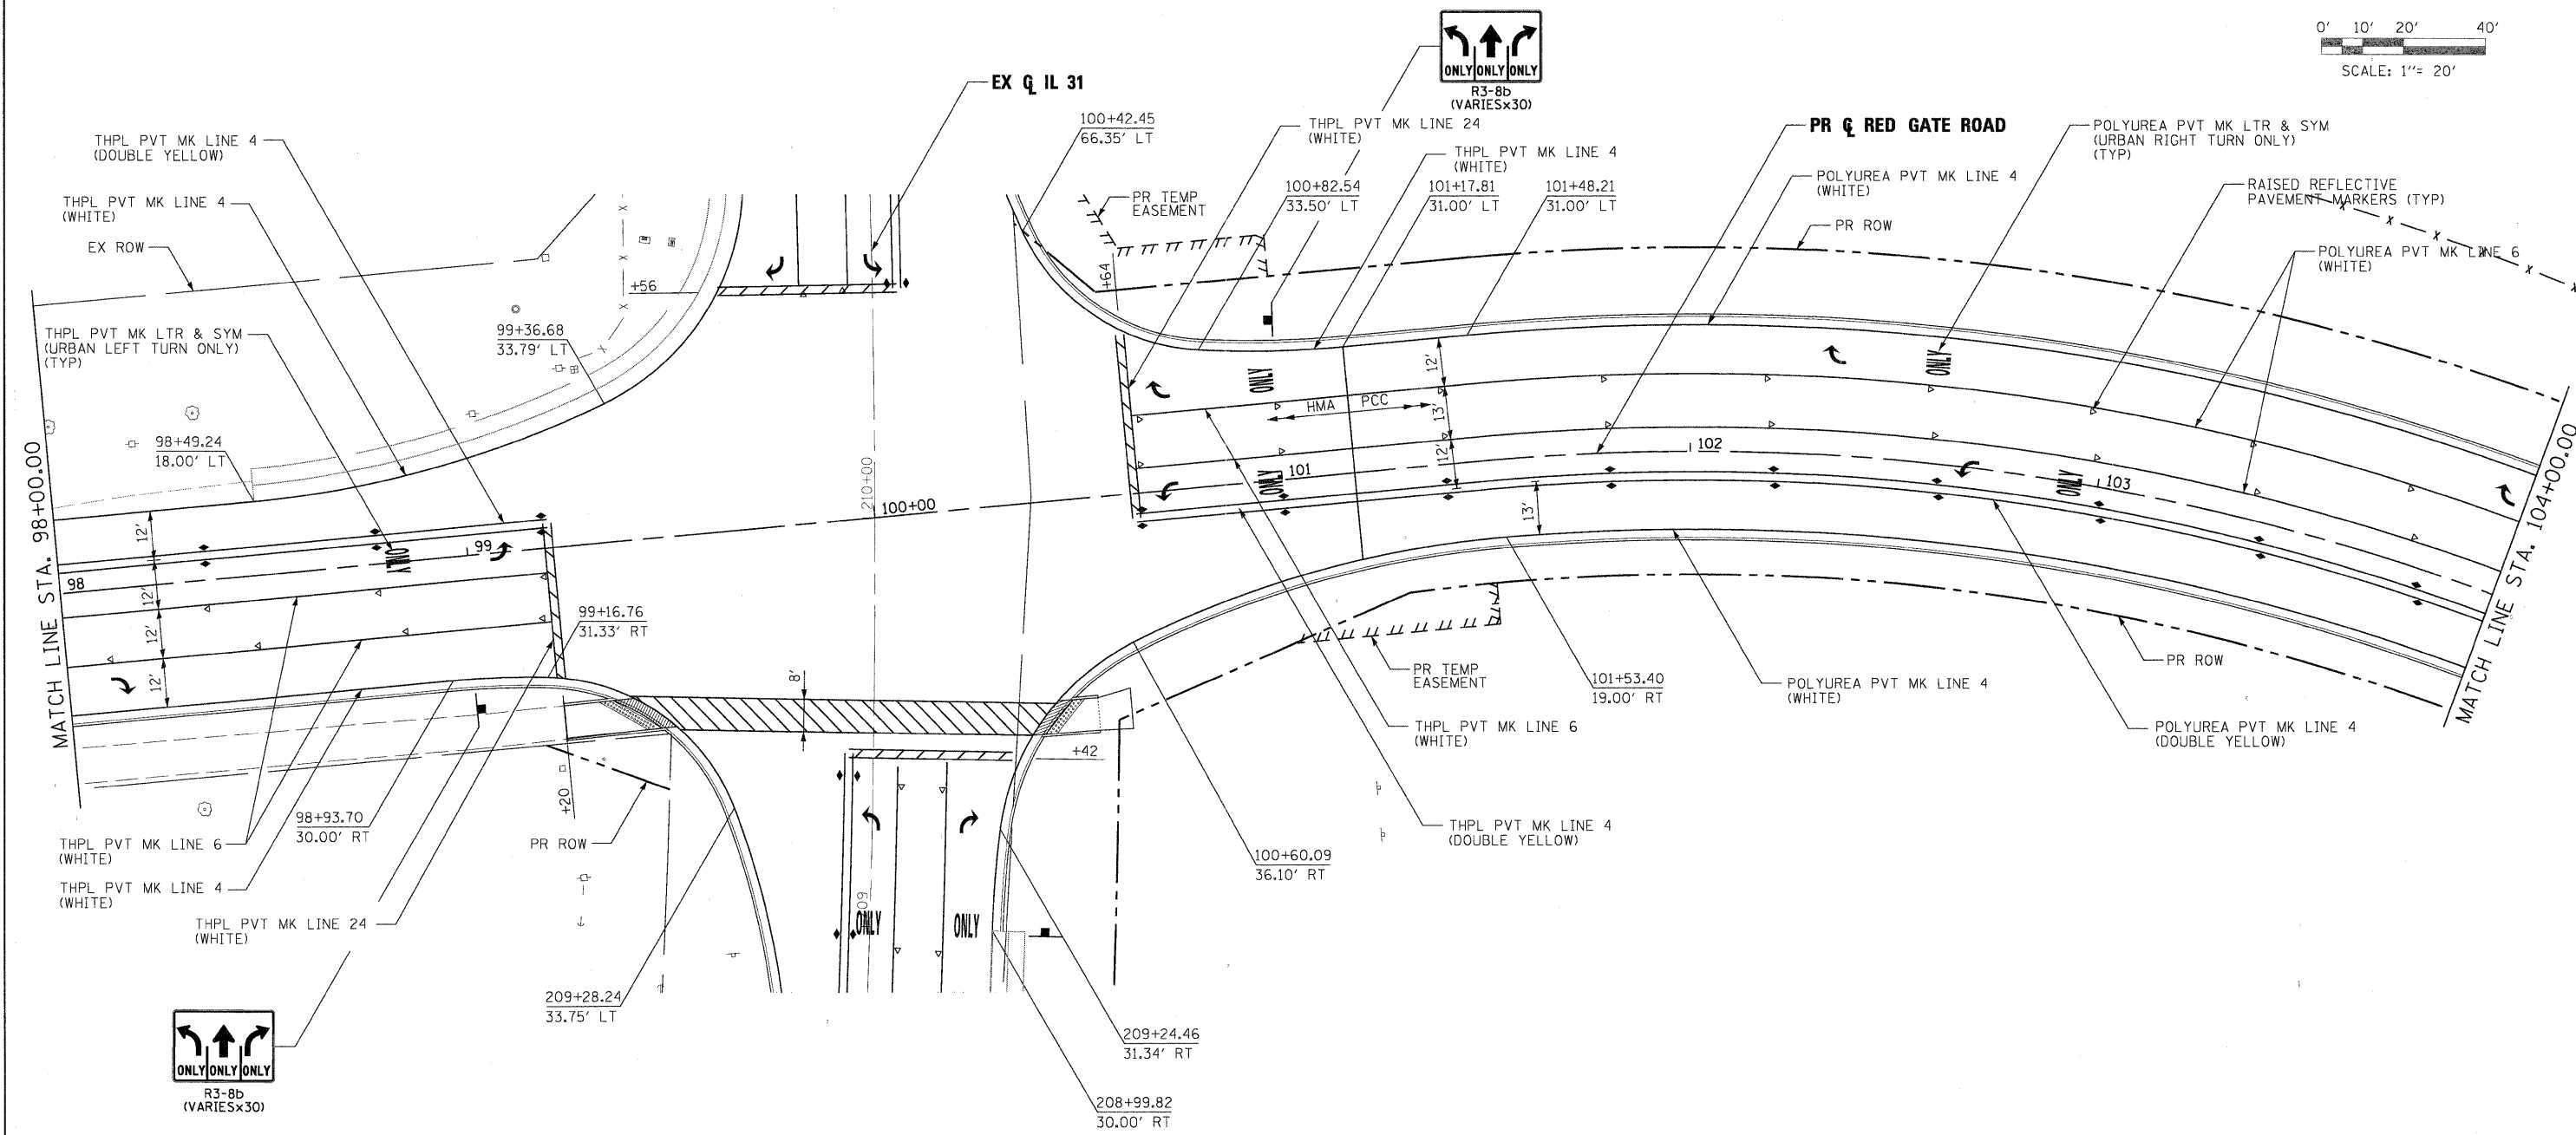 0' 10' 20' 40'
SCALE: 1''= 20'
ONLY ONLY ONLY
R3-8b
(VARIESx30)
EX ℄ IL 31
100+42.45
66.35' LT
THPL PVT MK LINE 24
(WHITE)
PR ℄ RED GATE ROAD
POLYUREA PVT MK LTR & SYM
(URBAN RIGHT TURN ONLY)
(TYP)
THPL PVT MK LINE 4
(DOUBLE YELLOW)
THPL PVT MK LINE 4
(WHITE)
POLYUREA PVT MK LINE 4
(WHITE)
RAISED REFLECTIVE
PAVEMENT MARKERS (TYP)
PR TEMP
EASEMENT
100+82.54
33.50' LT
101+17.81
31.00' LT
101+48.21
31.00' LT
THPL PVT MK LINE 4
(WHITE)
EX ROW
PR ROW
POLYUREA PVT MK LINE 6
(WHITE)
+64
+56
THPL PVT MK LTR & SYM
(URBAN LEFT TURN ONLY)
(TYP)
99+36.68
33.79' LT
ONLY
12'
ONLY
HMA PCC
13'
98+49.24
18.00' LT
MATCH LINE STA. 98+00.00
MATCH LINE STA. 104+00.00
102
12'
101
ONLY
ONLY
103
210+00
100+00
13'
12'
ONLY
99
98
12'
12'
12'
99+16.76
31.33' RT
PR TEMP
EASEMENT
PR ROW
8'
101+53.40
19.00' RT
POLYUREA PVT MK LINE 4
(WHITE)
THPL PVT MK LINE 6
(WHITE)
POLYUREA PVT MK LINE 4
(DOUBLE YELLOW)
+42
+20
98+93.70
30.00' RT
THPL PVT MK LINE 6
(WHITE)
PR ROW
THPL PVT MK LINE 4
(DOUBLE YELLOW)
100+60.09
36.10' RT
THPL PVT MK LINE 4
(WHITE)
209
THPL PVT MK LINE 24
(WHITE)
ONLY
ONLY
209+28.24
33.75' LT
209+24.46
31.34' RT
ONLY ONLY ONLY
R3-8b
(VARIESx30)
208+99.82
30.00' RT